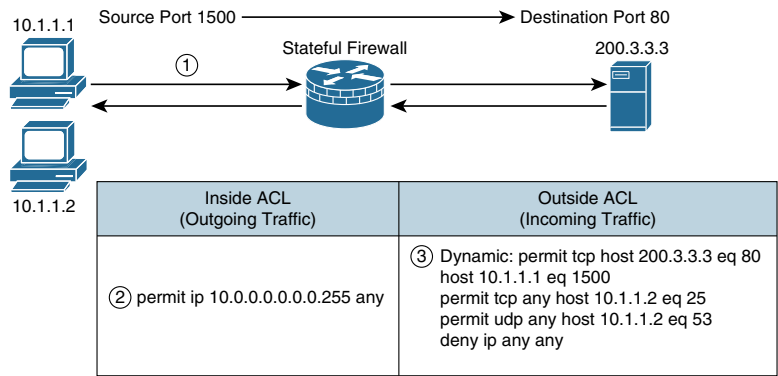 Source Port 1500
Destination Port 80
10.1.1.1
Stateful Firewall
200.3.3.3
1
10.1.1.2
Inside ACL
(Outgoing Traffic)
Outside ACL
(Incoming Traffic)
2 permit ip 10.0.0.0.0.0.0.255 any
3 Dynamic: permit tcp host 200.3.3.3 eq 80
host 10.1.1.1 eq 1500
permit tcp any host 10.1.1.2 eq 25
permit udp any host 10.1.1.2 eq 53
deny ip any any